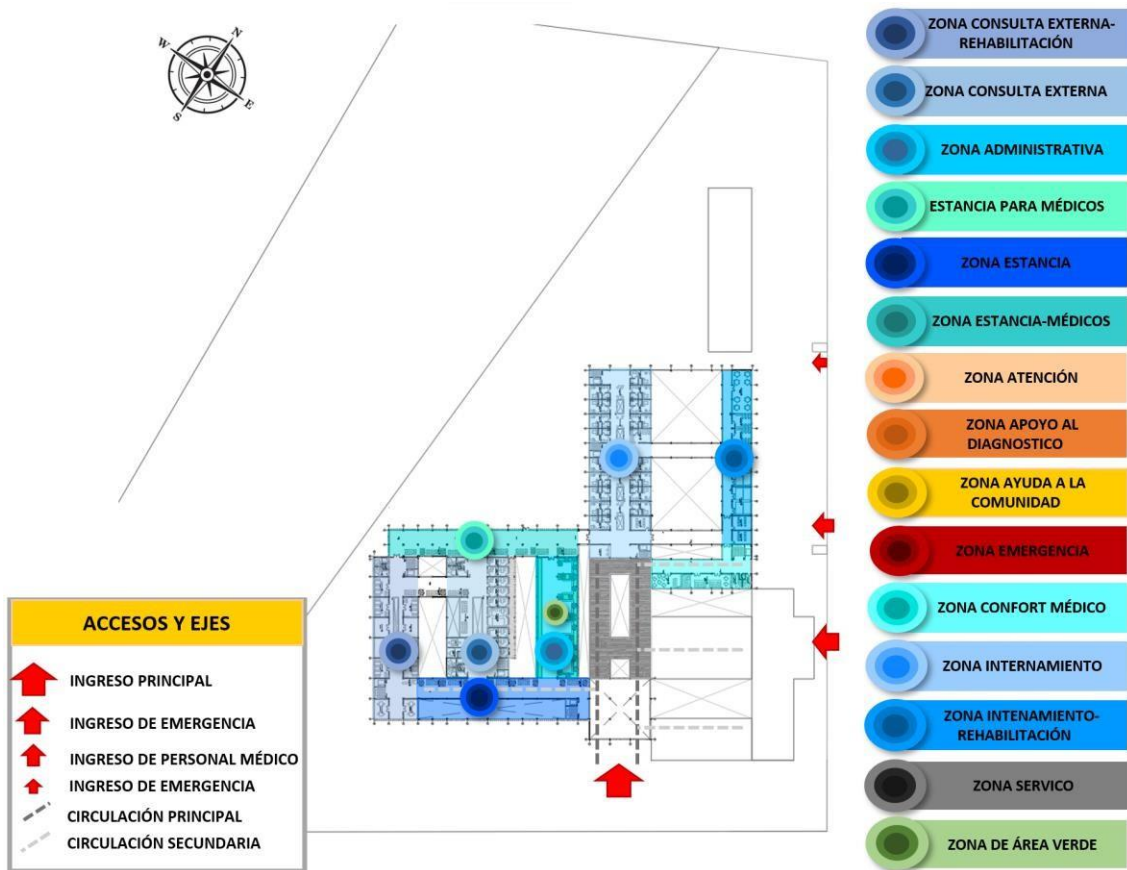 N
W
E
S
ZONA CONSULTA EXTERNA-
REHABILITACIÓN
ZONA CONSULTA EXTERNA
ZONA ADMINISTRATIVA
ESTANCIA PARA MÉDICOS
ZONA ESTANCIA
ZONA ESTANCIA-MÉDICOS
ZONA ATENCIÓN
ZONA APOYO AL
DIAGNOSTICO
ZONA AYUDA A LA
COMUNIDAD
ZONA EMERGENCIA
ZONA CONFORT MÉDICO
ZONA INTERNAMIENTO
ZONA INTENAMIENTO-
REHABILITACIÓN
ZONA SERVICO
ZONA DE ÁREA VERDE
ACCESOS Y EJES
INGRESO PRINCIPAL
INGRESO DE EMERGENCIA
INGRESO DE PERSONAL MÉDICO
INGRESO DE EMERGENCIA
CIRCULACIÓN PRINCIPAL
CIRCULACIÓN SECUNDARIA